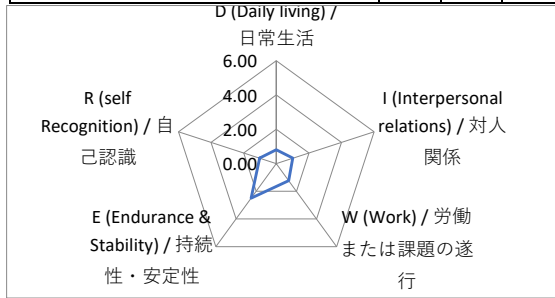 D (Daily living) /
日常生活
6.00
4.00
2.00
0.00
I (Interpersonal
relations) / 対人
関係
W (Work) / 労働
または課題の遂
行
E (Endurance &
Stability) / 持続
性・安定性
R (self
Recognition) / 自
己認識